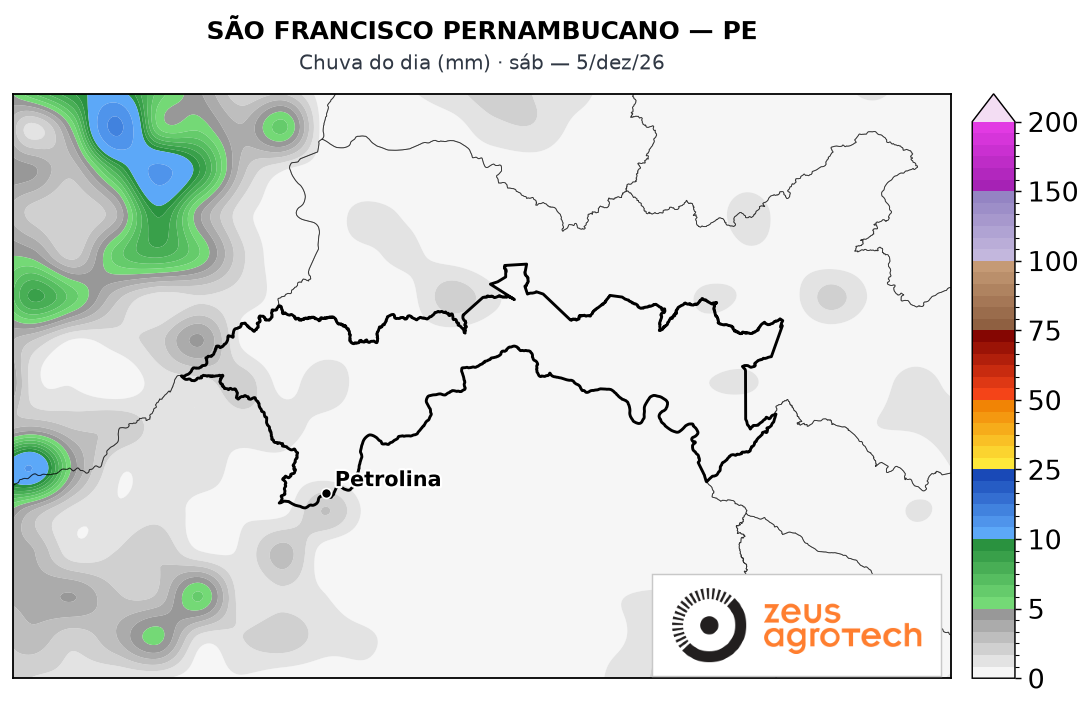 SÃO FRANCISCO PERNAMBUCANO — PE
Chuva do dia (mm) · sáb — 5/dez/26
200
150
100
75
50
25
10
5
0
Petrolina
zeus
agrotech